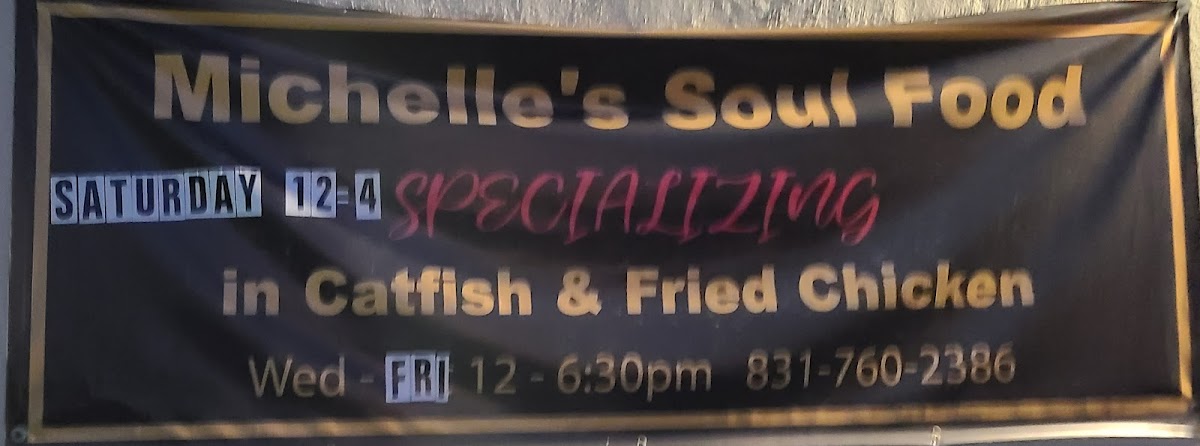 Michelle's Soul Food
SATURDAY 12-4 SPECIALIZING
in Catfish & Fried Chicken
Wed - FRI 12 - 6:30pm 831-760-2386